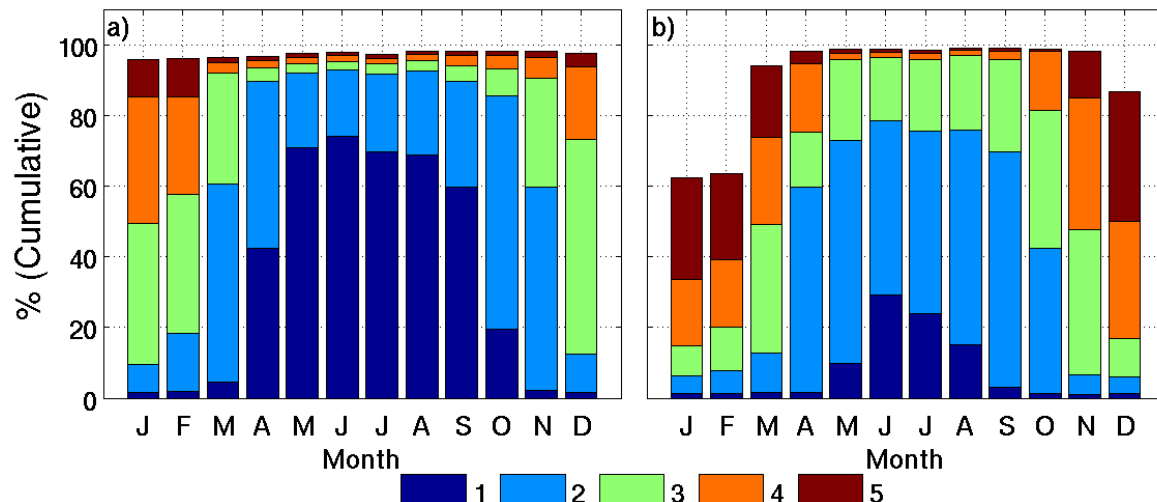 a)
b)
% (Cumulative)
100
80
60
40
20
0
J F M A M J J A S O N D
J F M A M J J A S O N D
Month
Month
1 2 3 4 5